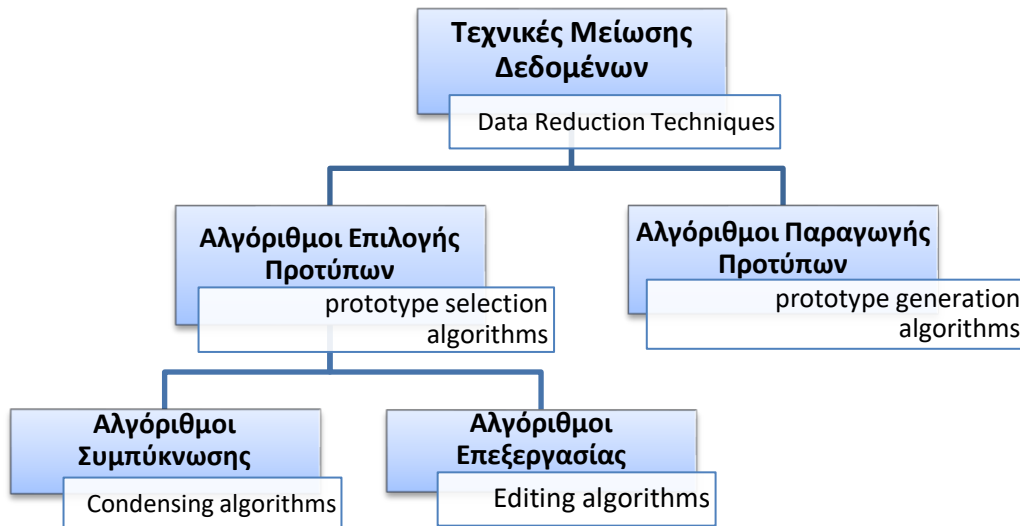 Τεχνικές Μείωσης
Δεδομένων
Data Reduction Techniques
Αλγόριθμοι Επιλογής
Προτύπων
prototype selection
algorithms
Αλγόριθμοι Παραγωγής
Προτύπων
prototype generation
algorithms
Αλγόριθμοι
Συμπύκνωσης
Condensing algorithms
Αλγόριθμοι
Επεξεργασίας
Editing algorithms